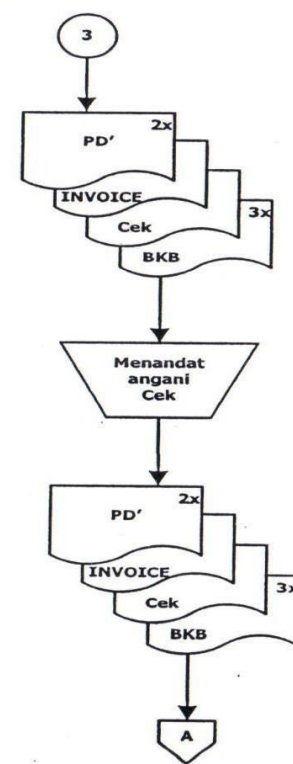 3
2x
PD'
INVOICE
Cek
3x
BKB
Menandat
angani
Cek
2x
PD'
INVOICE
Cek
3x
BKB
A